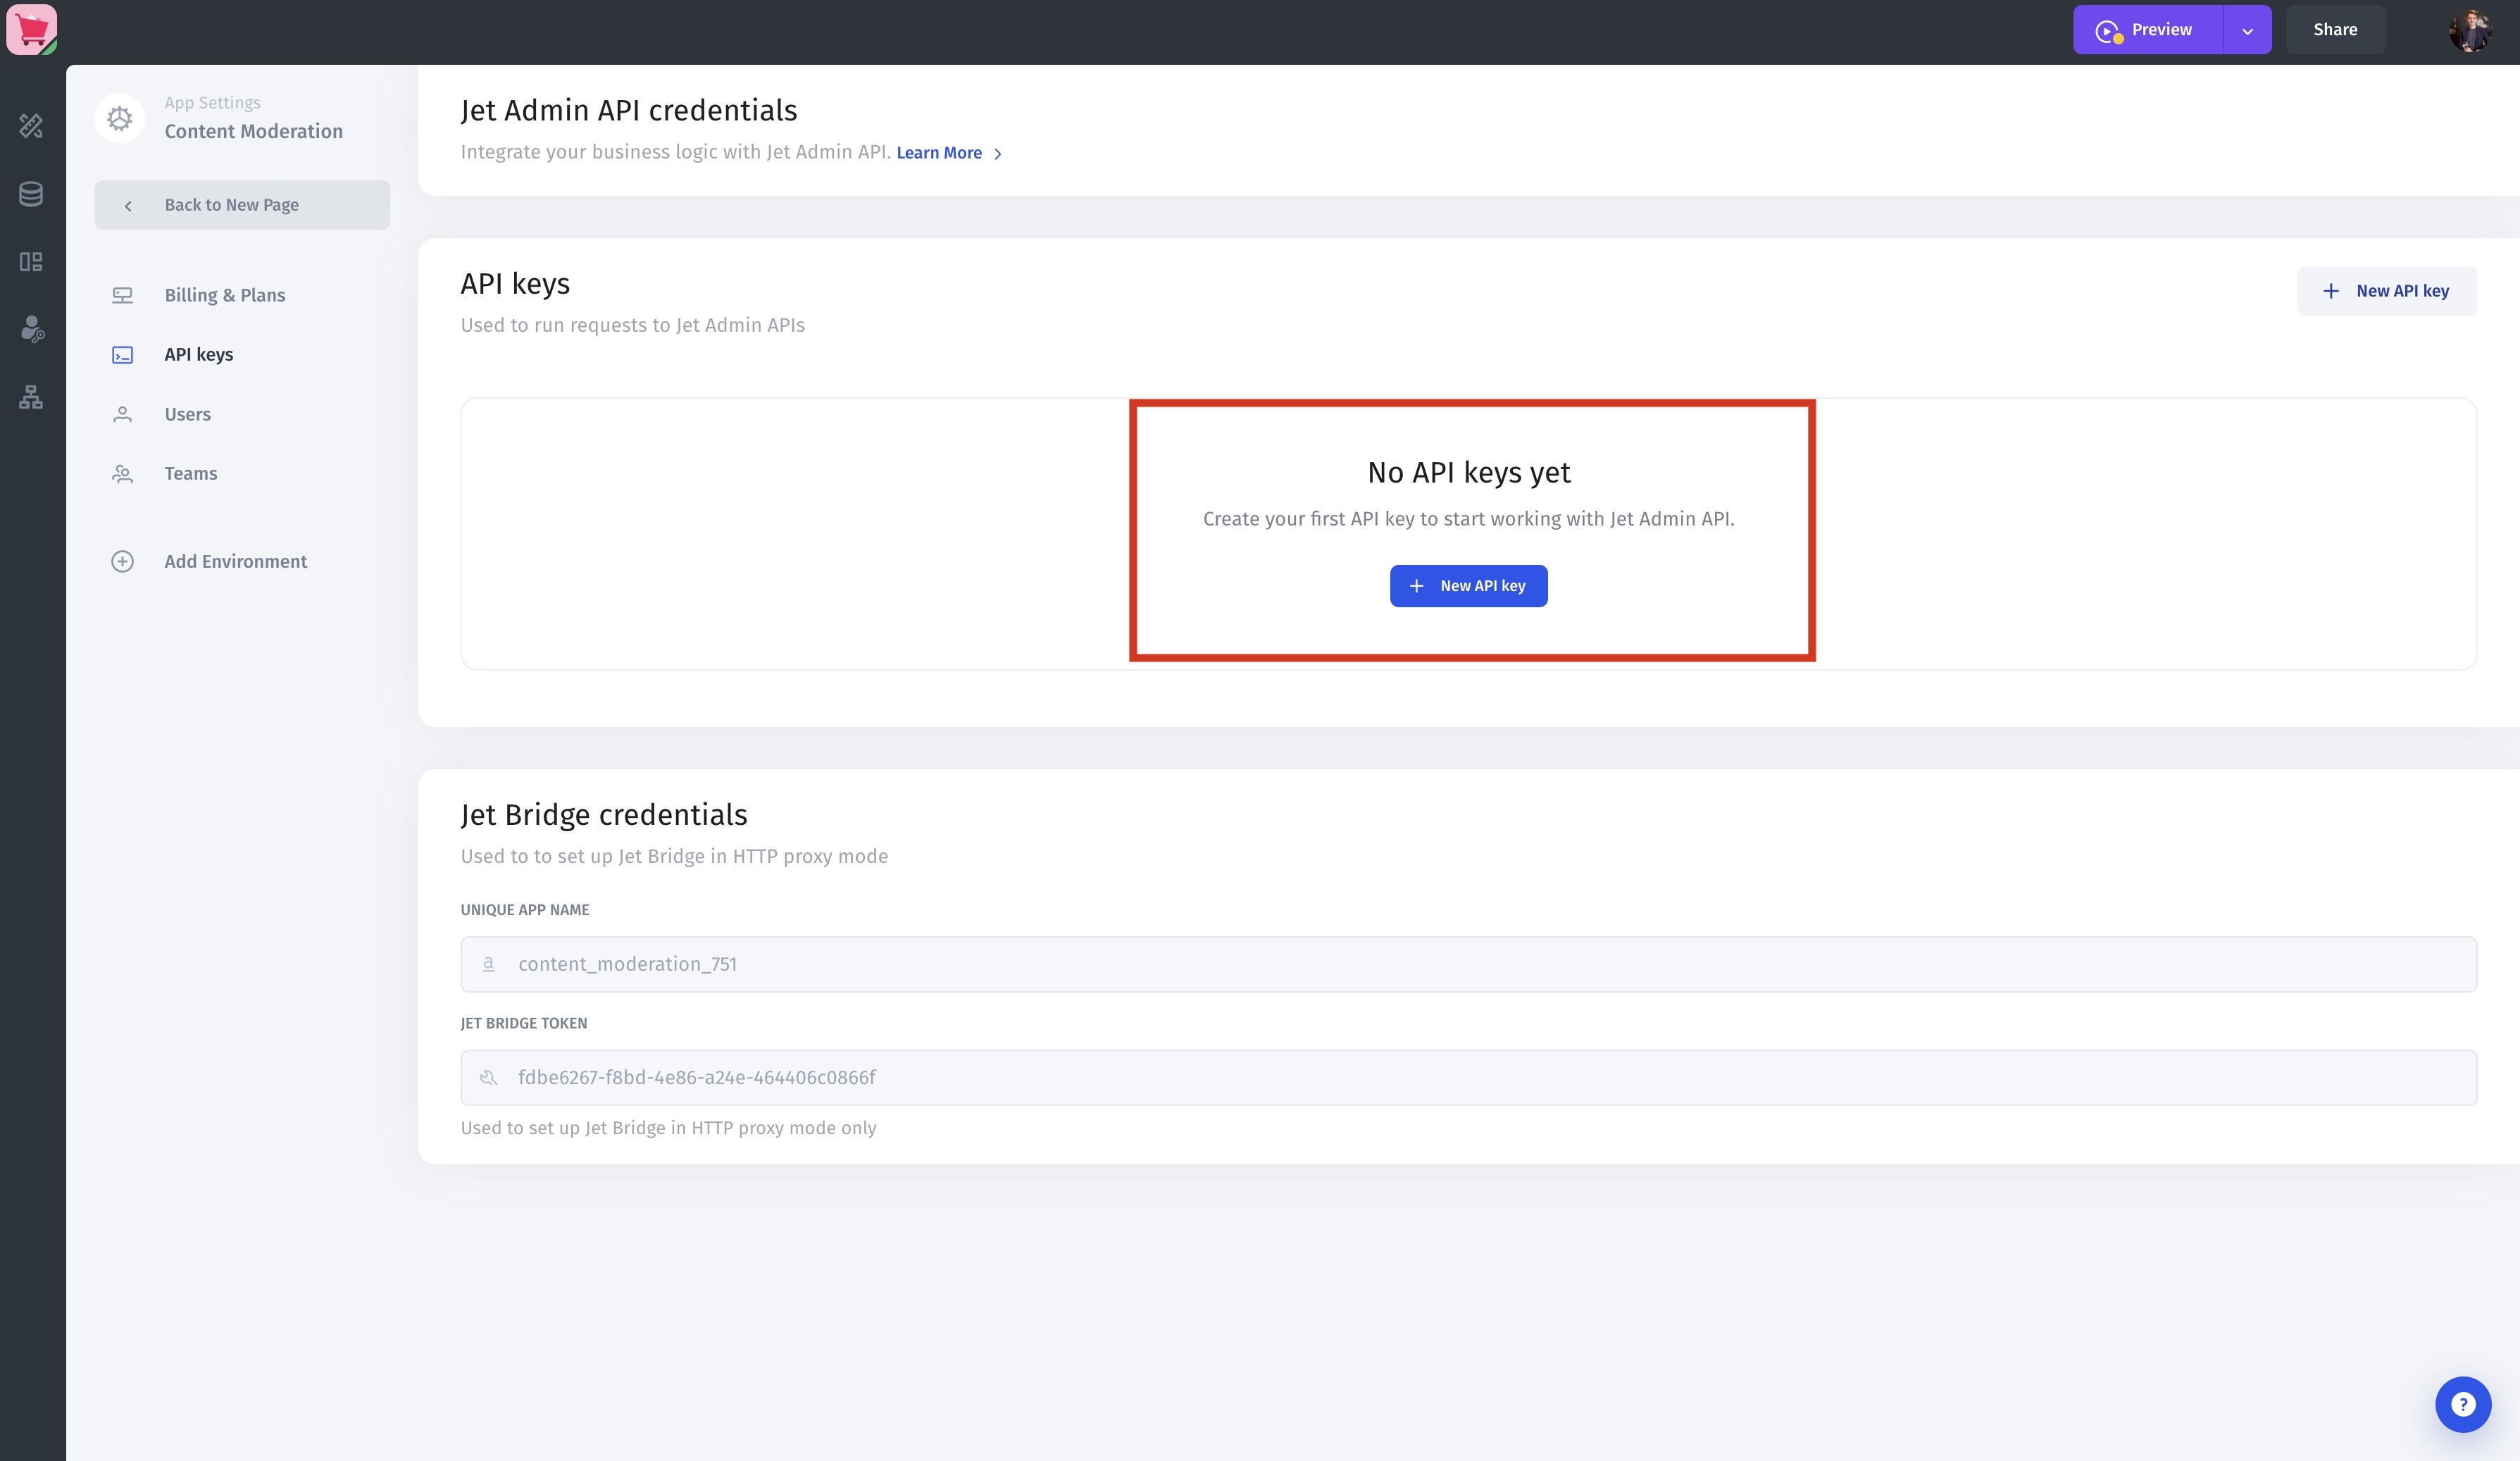 Preview
Share
App Settings
Content Moderation
Back to New Page
Billing & Plans
API keys
Users
Teams
Add Environment
Jet Admin API credentials
Integrate your business logic with Jet Admin API. Learn More
API keys
Used to run requests to Jet Admin APIs
New API key
No API keys yet
Create your first API key to start working with Jet Admin API.
New API key
Jet Bridge credentials
Used to to set up Jet Bridge in HTTP proxy mode
UNIQUE APP NAME
a content_moderation_751
JET BRIDGE TOKEN
fdbe6267-f8bd-4e86-a24e-464406c0866f
Used to set up Jet Bridge in HTTP proxy mode only
?